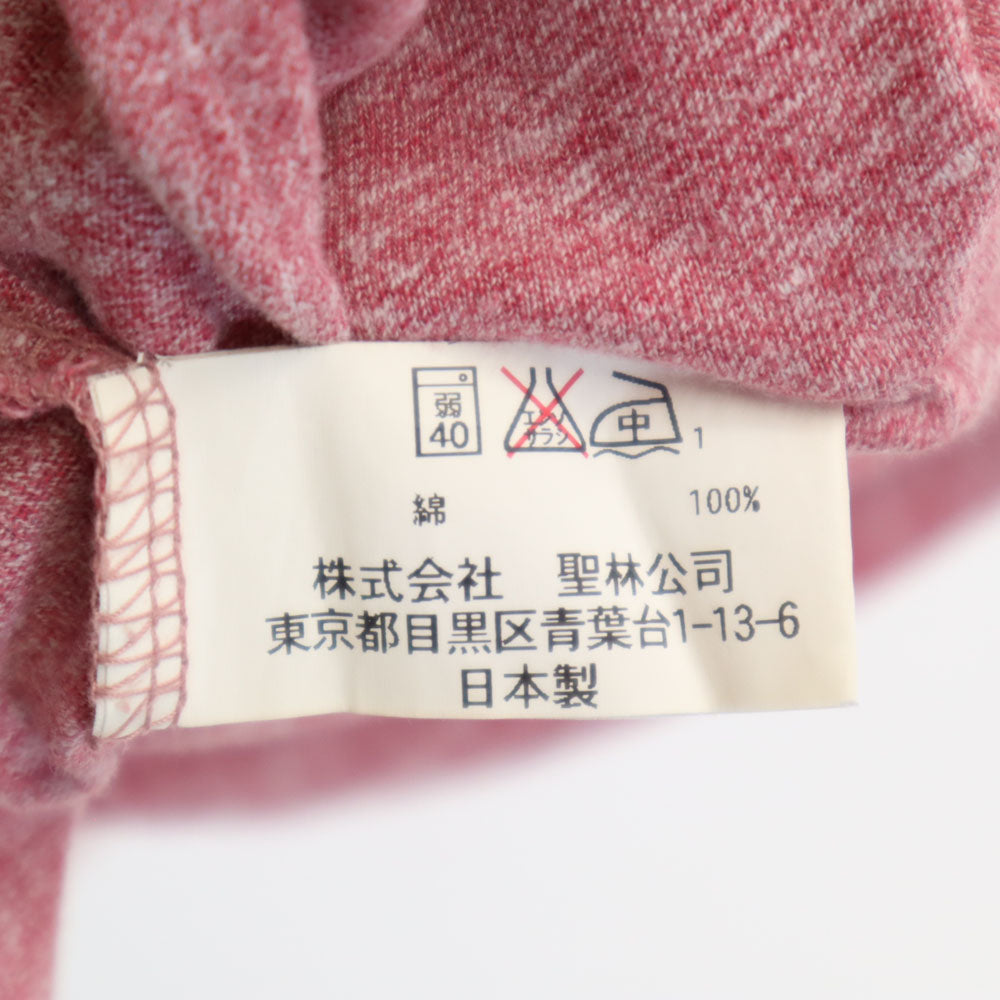 弱 エンソ 中
40 サラシ 1
綿 100%
株式会社 聖林公司
東京都目黒区青葉台1-13-6
日本製